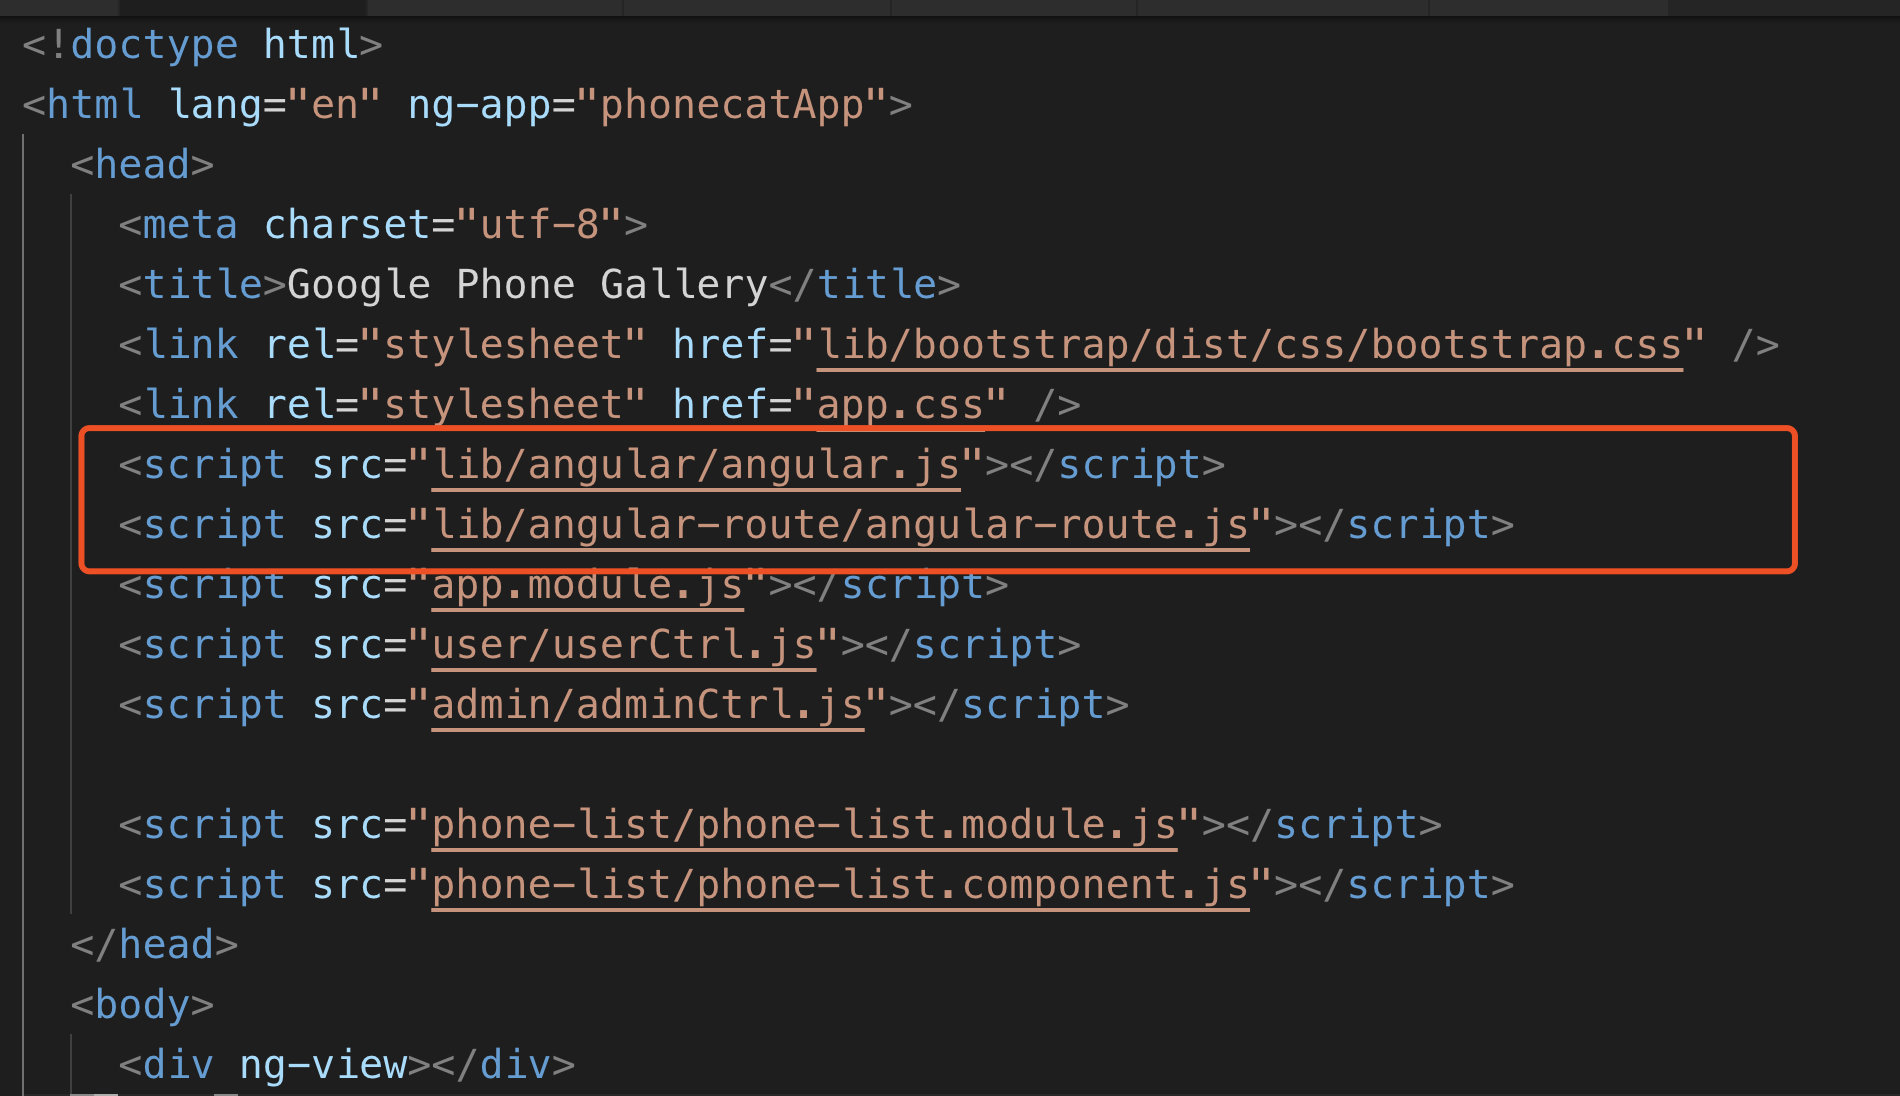 <!doctype html>
<html lang="en" ng-app="phonecatApp">
<head>
<meta charset="utf-8">
<title>Google Phone Gallery</title>
<link rel="stylesheet" href="lib/bootstrap/dist/css/bootstrap.css" />
<link rel="stylesheet" href="app.css" />
<script src="lib/angular/angular.js"></script>
<script src="lib/angular-route/angular-route.js"></script>
<script src="app.module.js"></script>
<script src="user/userCtrl.js"></script>
<script src="admin/adminCtrl.js"></script>
<script src="phone-list/phone-list.module.js"></script>
<script src="phone-list/phone-list.component.js"></script>
</head>
<body>
<div ng-view></div>